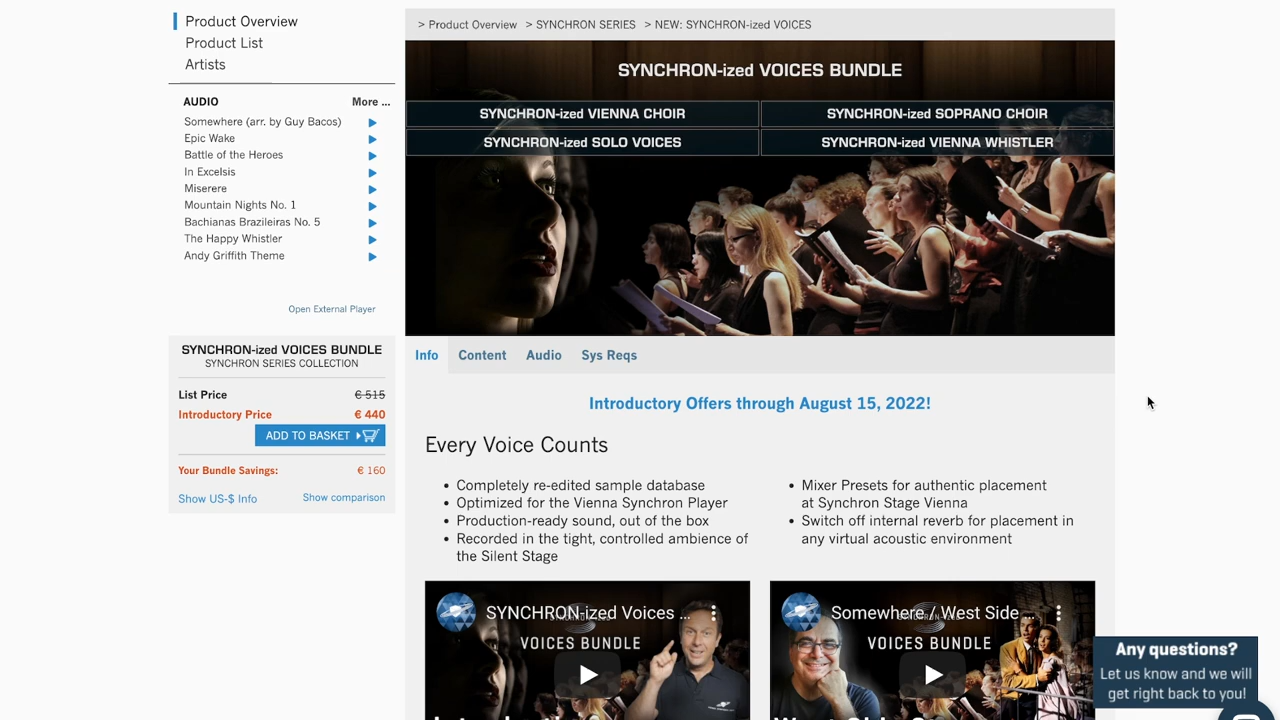 Product Overview
Product List
Artists
AUDIO More ...
Somewhere (arr. by Guy Bacos)
Epic Wake
Battle of the Heroes
In Excelsis
Miserere
Mountain Nights No. 1
Bachianas Brazileiras No. 5
The Happy Whistler
Andy Griffith Theme
Open External Player
SYNCHRON-ized VOICES BUNDLE
SYNCHRON SERIES COLLECTION
List Price € 515
Introductory Price € 440
ADD TO BASKET
Your Bundle Savings: € 160
Show US-$ Info Show comparison
> Product Overview > SYNCHRON SERIES > NEW: SYNCHRON-ized VOICES
SYNCHRON-ized VOICES BUNDLE
SYNCHRON-ized VIENNA CHOIR SYNCHRON-ized SOPRANO CHOIR
SYNCHRON-ized SOLO VOICES SYNCHRON-ized VIENNA WHISTLER
Info Content Audio Sys Reqs
Introductory Offers through August 15, 2022!
Every Voice Counts
• Completely re-edited sample database
• Optimized for the Vienna Synchron Player
• Production-ready sound, out of the box
• Recorded in the tight, controlled ambience of
the Silent Stage
• Mixer Presets for authentic placement
at Synchron Stage Vienna
• Switch off internal reverb for placement in
any virtual acoustic environment
SYNCHRON-ized Voices ...
VOICES BUNDLE
Somewhere / West Side ...
VOICES BUNDLE
Any questions?
Let us know and we will
get right back to you!